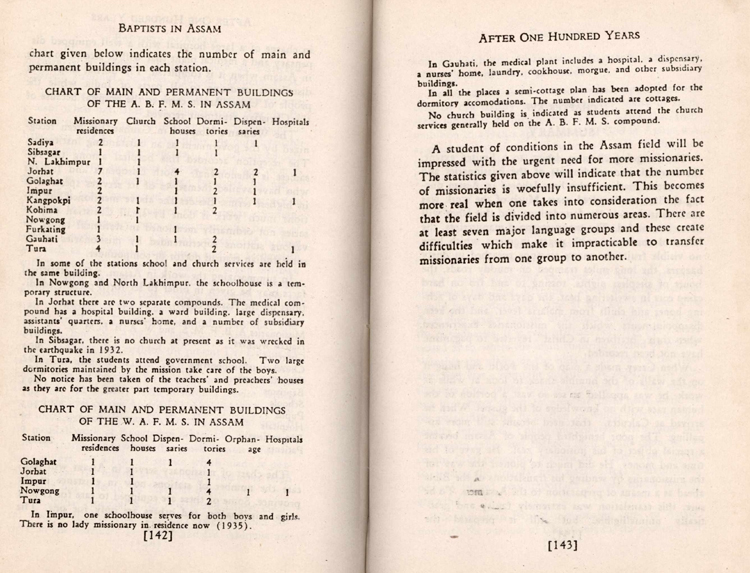 BAPTISTS IN ASSAM
chart given below indicates the number of main and
permanent buildings in each station.
CHART OF MAIN AND PERMANENT BUILDINGS
OF THE A. B. F. M. S. IN ASSAM
Station Missionary Church School Dormi- Dispen- Hospitals
residences houses tories saries
Sadiya 2 1 1 1 1
Sibsagar 1 1 1 1
N. Lakhimpur 1 1
Jorhat 7 1 4 2 2 1
Golaghat 2 1 1 1 1
Impur 2 1 2 1
Kangpokpi 2 1 1 1 1 1
Kohima 2 1 1 2
Nowgong 1 1
Furkating 1 1
Gauhati 3 1 1 2
Tura 4 1 2 1
In some of the stations school and church services are held in
the same building.
In Nowgong and North Lakhimpur, the schoolhouse is a tem-
porary structure.
In Jorhat there are two separate compounds. The medical com-
pound has a hospital building, a ward building, large dispensary,
assistants' quarters, a nurses' home, and a number of subsidiary
buildings.
In Sibsagar, there is no church at present as it was wrecked in
the earthquake in 1932.
In Tura, the students attend government school. Two large
dormitories maintained by the mission take care of the boys.
No notice has been taken of the teachers' and preachers' houses
as they are for the greater part temporary buildings.
CHART OF MAIN AND PERMANENT BUILDINGS
OF THE W. A. F. M. S. IN ASSAM
Station Missionary School Dispen- Dormi- Orphan- Hospitals
residences houses saries tories age
Golaghat 1 1 1 4
Jorhat 1 1 1
Impur 1 1 1
Nowgong 1 1 1 4 1 1
Tura 1 1 1 2
In Impur, one schoolhouse serves for both boys and girls.
There is no lady missionary in residence now (1935).
[142]
AFTER ONE HUNDRED YEARS
In Gauhati, the medical plant includes a hospital, a dispensary,
a nurses' home, laundry, cookhouse, morgue, and other subsidiary
buildings.
In all the places a semi-cottage plan has been adopted for the
dormitory accomodations. The number indicated are cottages.
No church building is indicated as students attend the church
services generally held on the A. B. F. M. S. compound.
A student of conditions in the Assam field will be
impressed with the urgent need for more missionaries.
The statistics given above will indicate that the number
of missionaries is woefully insufficient. This becomes
more real when one takes into consideration the fact
that the field is divided into numerous areas. There are
at least seven major language groups and these create
difficulties which make it impracticable to transfer
missionaries from one group to another.
[143]